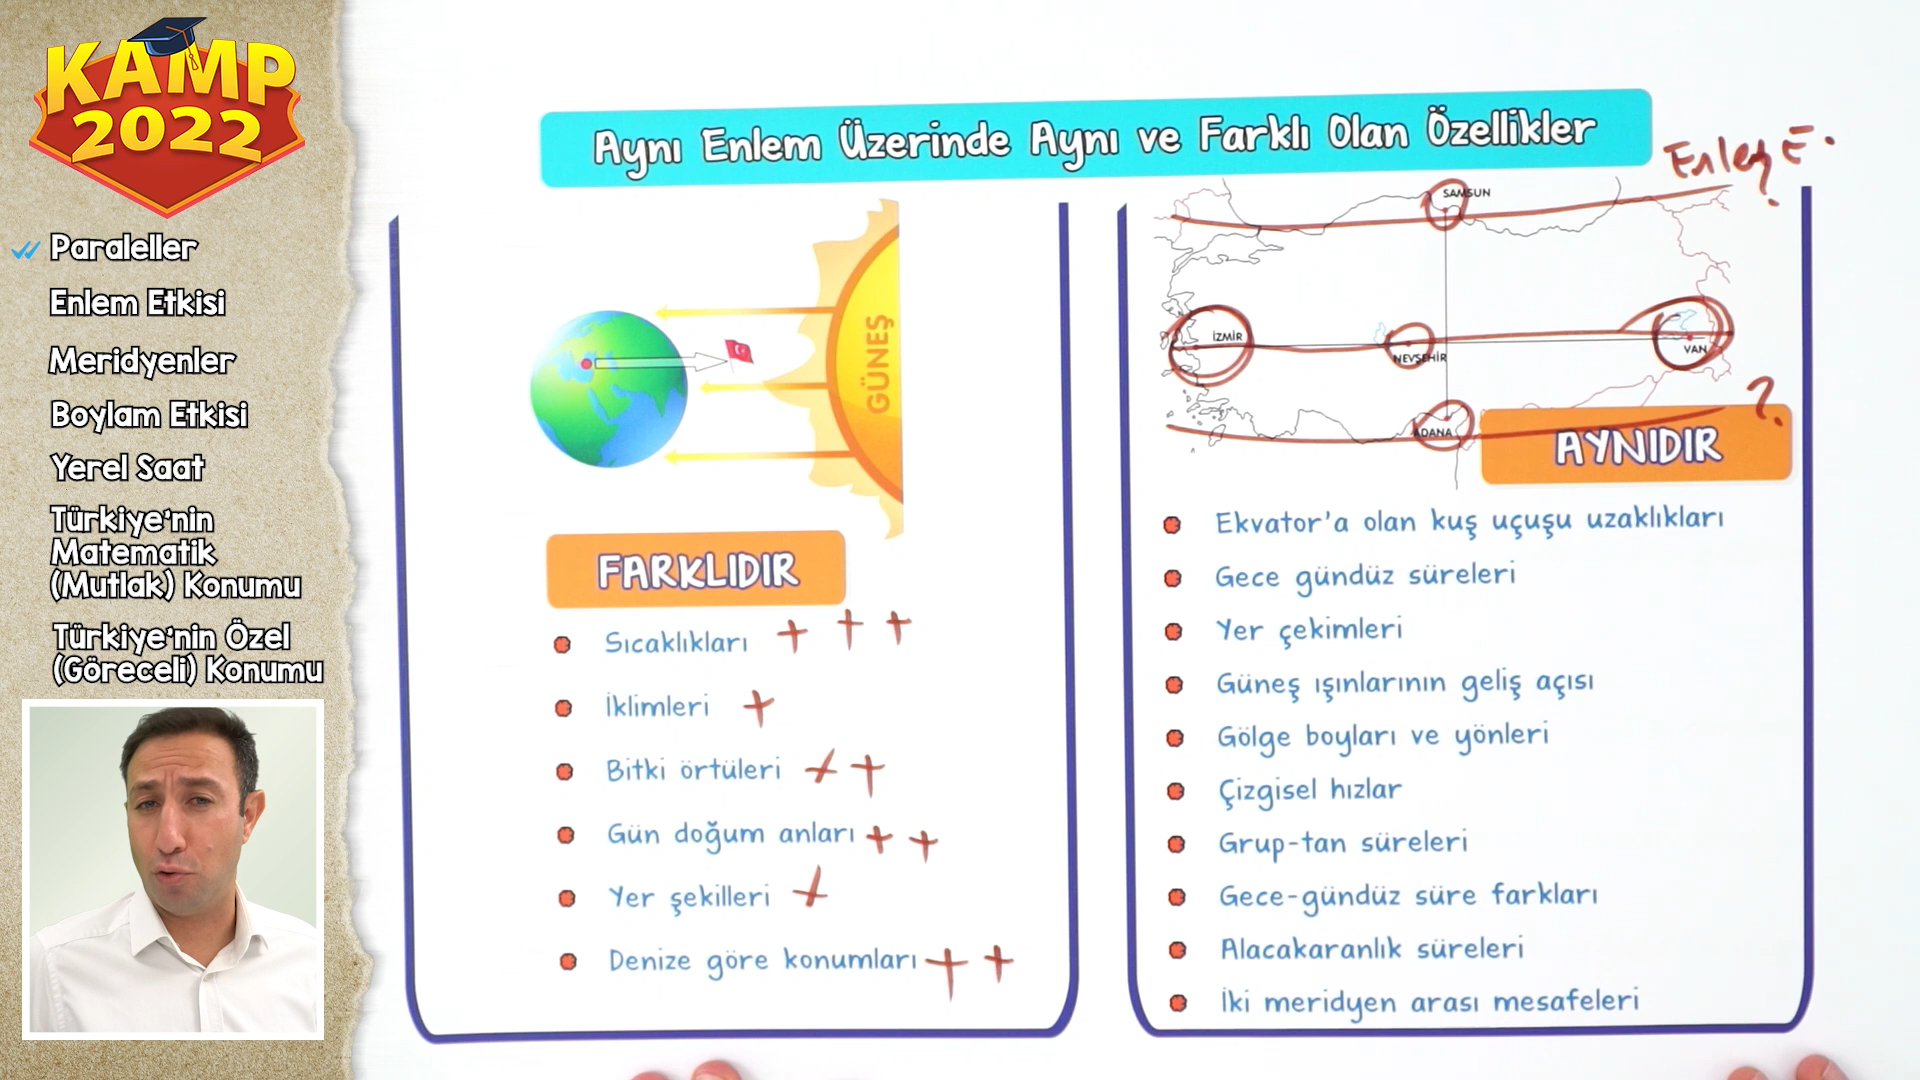 KAMP
2022
Paraleller
Enlem Etkisi
Meridyenler
Boylam Etkisi
Yerel Saat
Türkiye'nin
Matematik
(Mutlak) Konumu
Türkiye'nin Özel
(Göreceli) Konumu
Aynı Enlem Üzerinde Aynı ve Farklı Olan Özellikler
GÜNEŞ
FARKLIDIR
Sıcaklıkları + + +
İklimleri +
Bitki örtüleri + +
Gün doğum anları + +
Yer şekilleri +
Denize göre konumları + +
E.
?
SAMSUN
İZMİR
NEVŞEHİR
VAN
ADANA
?
AYNIDIR
Ekvator'a olan kuş uçuşu uzaklıkları
Gece gündüz süreleri
Yer çekimleri
Güneş ışınlarının geliş açısı
Gölge boyları ve yönleri
Çizgisel hızlar
Grup-tan süreleri
Gece-gündüz süre farkları
Alacakaranlık süreleri
İki meridyen arası mesafeleri